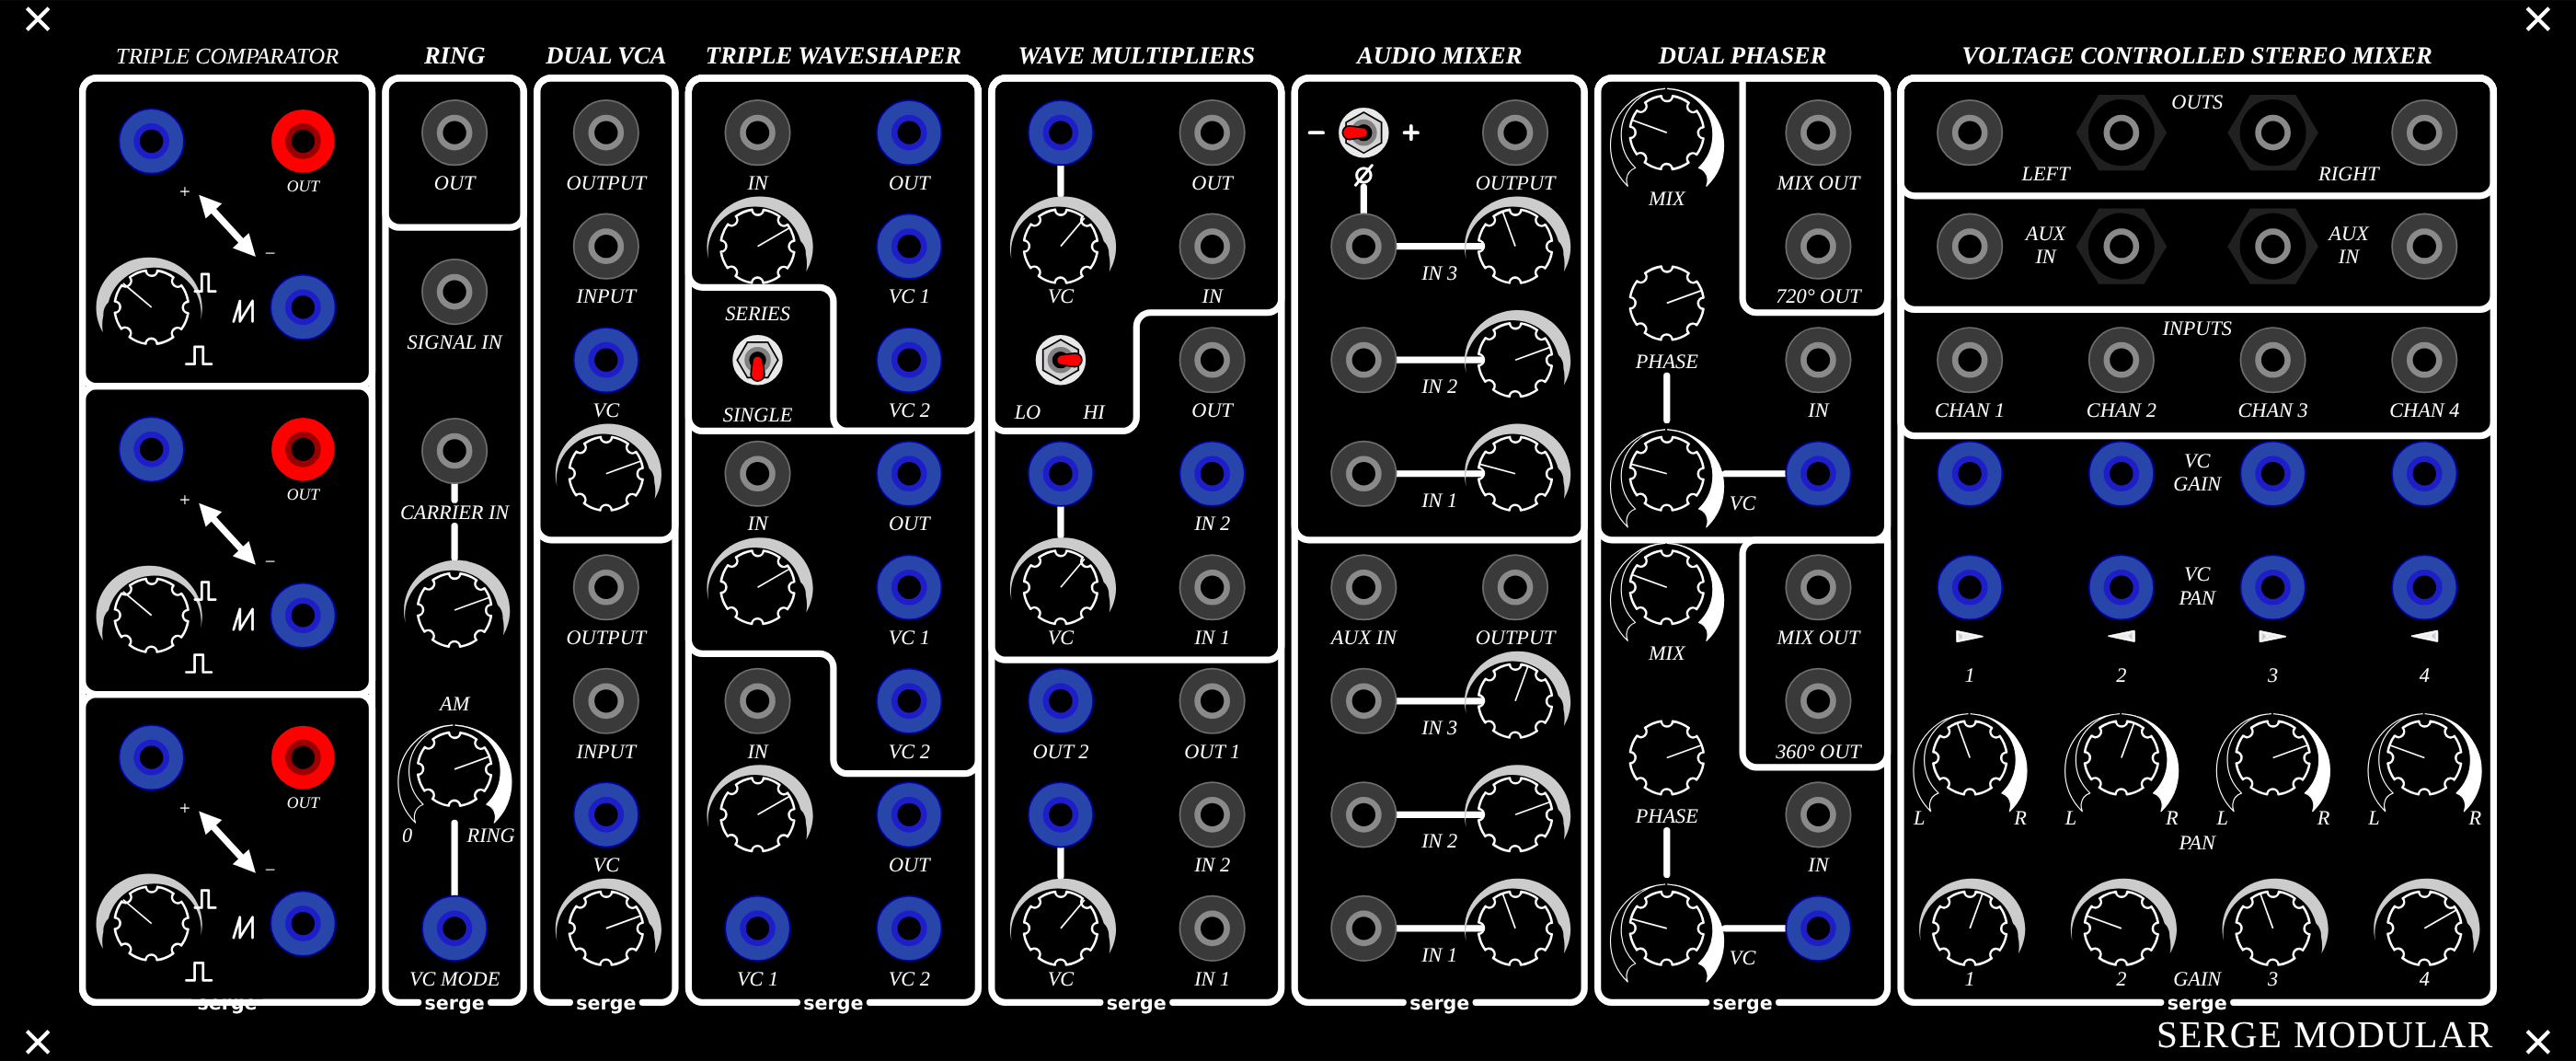 TRIPLE COMPARATOR
OUT
+
−
OUT
+
−
OUT
+
−
serge
RING
OUT
SIGNAL IN
CARRIER IN
AM
0 RING
VC MODE
serge
DUAL VCA
OUTPUT
INPUT
VC
OUTPUT
INPUT
VC
serge
TRIPLE WAVESHAPER
IN OUT
VC 1
SERIES
SINGLE VC 2
IN OUT
VC 1
IN VC 2
OUT
VC 1 VC 2
serge
WAVE MULTIPLIERS
OUT
VC IN
LO HI OUT
IN 2
VC IN 1
OUT 2 OUT 1
IN 2
VC IN 1
serge
AUDIO MIXER
− +
Ø OUTPUT
IN 3
IN 2
IN 1
AUX IN OUTPUT
IN 3
IN 2
IN 1
serge
DUAL PHASER
MIX MIX OUT
720° OUT
PHASE
IN
VC
MIX MIX OUT
360° OUT
PHASE
IN
VC
serge
VOLTAGE CONTROLLED STEREO MIXER
OUTS
LEFT RIGHT
AUX IN AUX IN
INPUTS
CHAN 1 CHAN 2 CHAN 3 CHAN 4
VC GAIN
VC PAN
1 2 3 4
L R L R L R L R
PAN
1 2 GAIN 3 4
serge
SERGE MODULAR